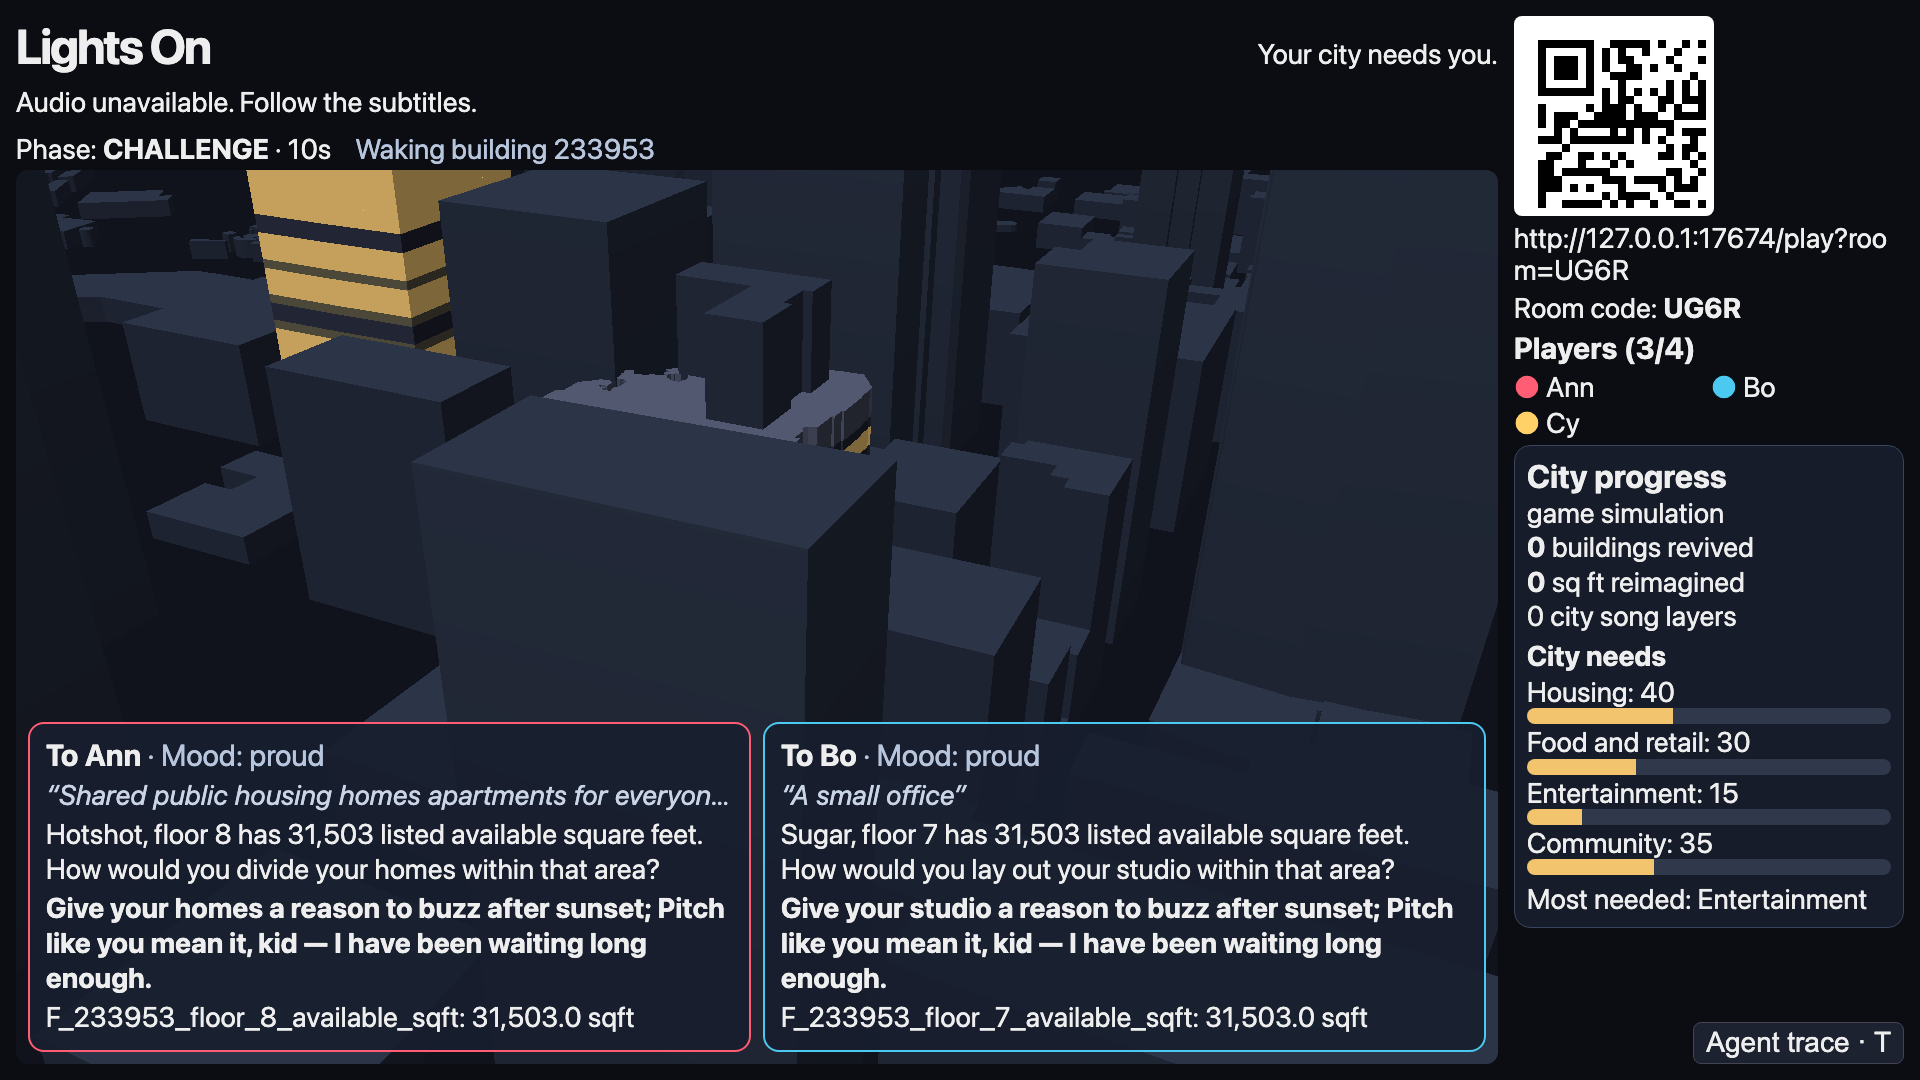 Lights On
Your city needs you.
Audio unavailable. Follow the subtitles.
Phase: CHALLENGE · 10s Waking building 233953
http://127.0.0.1:17674/play?roo
m=UG6R
Room code: UG6R
Players (3/4)
Ann
Bo
Cy
City progress
game simulation
0 buildings revived
0 sq ft reimagined
0 city song layers
City needs
Housing: 40
Food and retail: 30
Entertainment: 15
Community: 35
Most needed: Entertainment
To Ann · Mood: proud
“Shared public housing homes apartments for everyon...
Hotshot, floor 8 has 31,503 listed available square feet.
How would you divide your homes within that area?
Give your homes a reason to buzz after sunset; Pitch
like you mean it, kid — I have been waiting long
enough.
F_233953_floor_8_available_sqft: 31,503.0 sqft
To Bo · Mood: proud
“A small office”
Sugar, floor 7 has 31,503 listed available square feet.
How would you lay out your studio within that area?
Give your studio a reason to buzz after sunset; Pitch
like you mean it, kid — I have been waiting long
enough.
F_233953_floor_7_available_sqft: 31,503.0 sqft
Agent trace · T